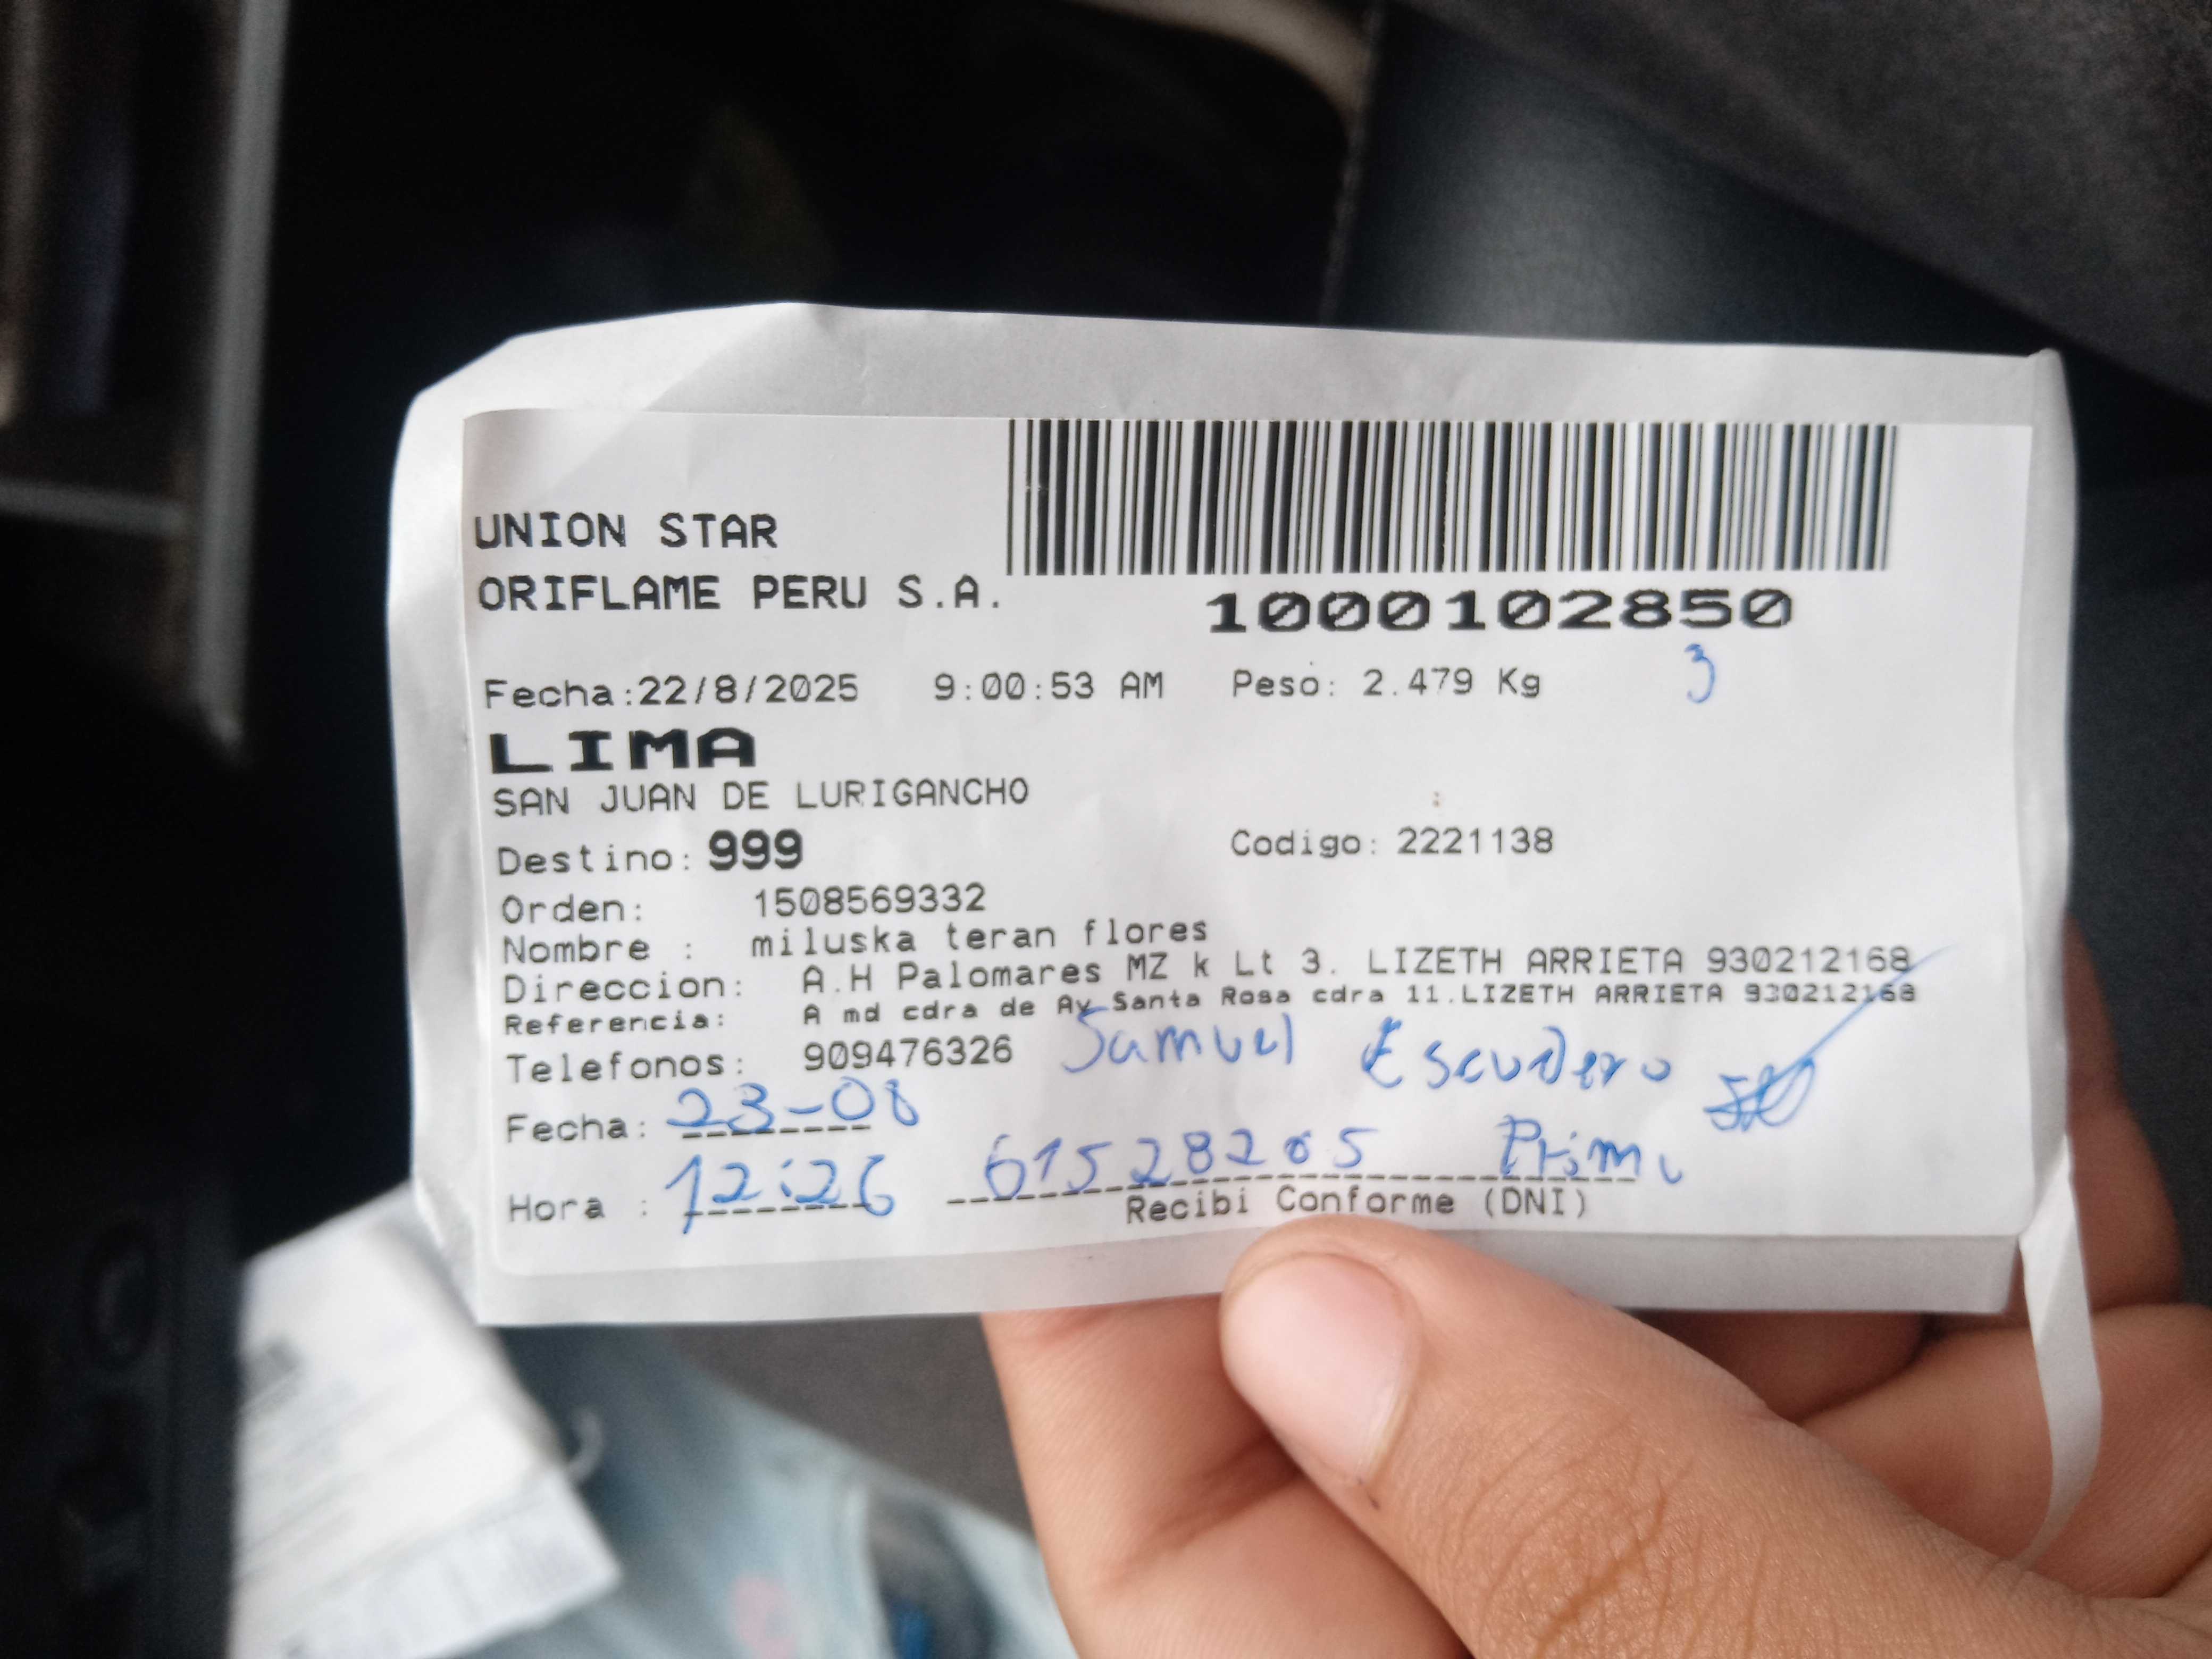 UNION STAR
ORIFLAME PERU S.A.
1000102850
3
Fecha:22/8/2025 9:00:53 AM Peso: 2.479 Kg
LIMA
SAN JUAN DE LURIGANCHO
Destino: 999 Codigo: 2221138
Orden: 1508569332
Nombre : miluska teran flores
Direccion: A.H Palomares MZ k Lt 3. LIZETH ARRIETA 930212168
Referencia: A md cdra de Av Santa Rosa cdra 11.LIZETH ARRIETA 930212168
Telefonos: 909476326 Samuel Escudero
Fecha: 23-08
Hora : 12:26 61528205 Primo
Recibi Conforme (DNI)